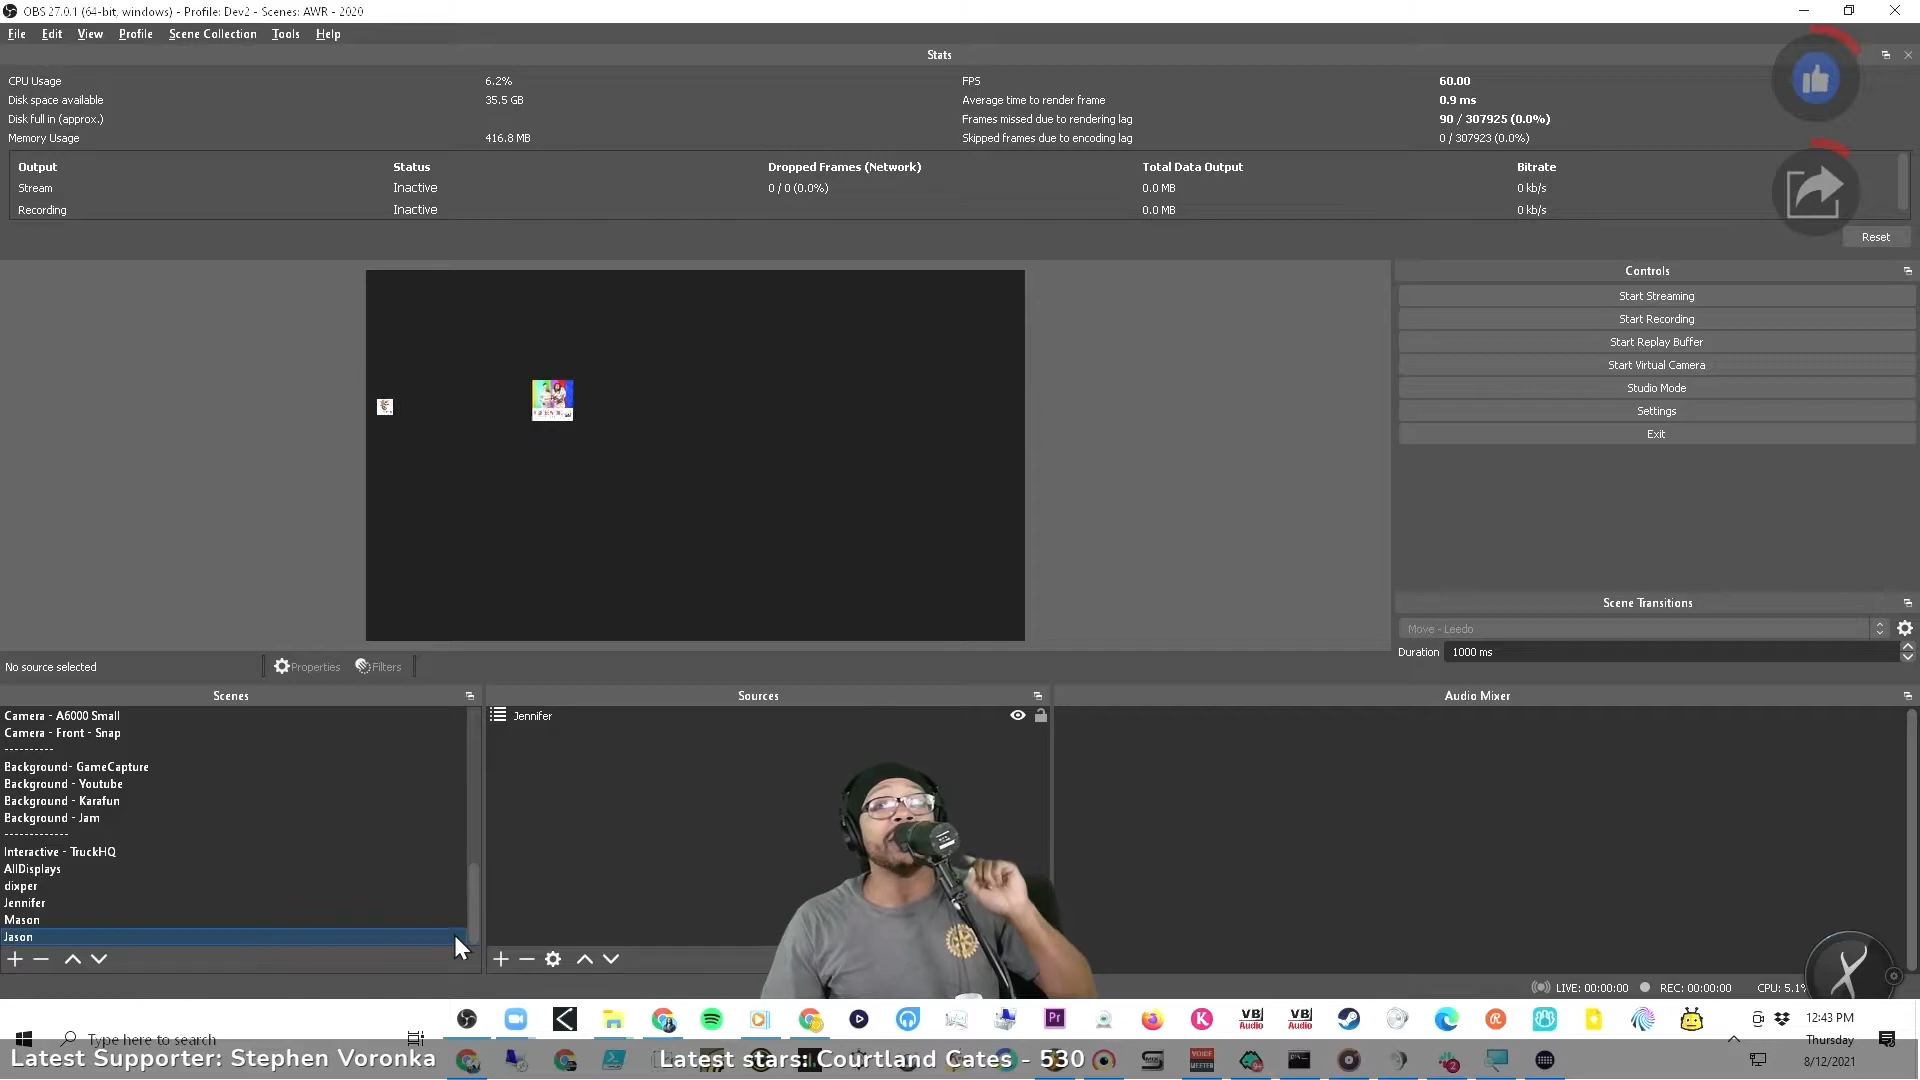 OBS 27.0.1 (64-bit, windows) - Profile: Dev2 - Scenes: AWR - 2020
File Edit View Profile Scene Collection Tools Help
Stats
CPU Usage 6.2% FPS 60.00
Disk space available 35.5 GB Average time to render frame 0.9 ms
Disk full in (approx.) Frames missed due to rendering lag 90 / 307925 (0.0%)
Memory Usage 416.8 MB Skipped frames due to encoding lag 0 / 307923 (0.0%)
Output Status Dropped Frames (Network) Total Data Output Bitrate
Stream Inactive 0 / 0 (0.0%) 0.0 MB 0 kb/s
Recording Inactive 0.0 MB 0 kb/s
Reset
Controls
Start Streaming
Start Recording
Start Replay Buffer
Start Virtual Camera
Studio Mode
Settings
Exit
Scene Transitions
Move - Leedo
Duration 1000 ms
No source selected Properties Filters
Scenes Sources Audio Mixer
Camera - A6000 Small
Camera - Front - Snap
----------
Background- GameCapture
Background - Youtube
Background - Karafun
Background - Jam
-------------
Interactive - TruckHQ
AllDisplays
dixper
Jennifer
Mason
Jason
Jennifer
LIVE: 00:00:00 REC: 00:00:00 CPU: 5.1%
Type here to search
Pr
VB Audio
VB Audio
12:43 PM
Thursday
8/12/2021
Latest Supporter: Stephen Voronka
Latest stars: Courtland Cates - 530